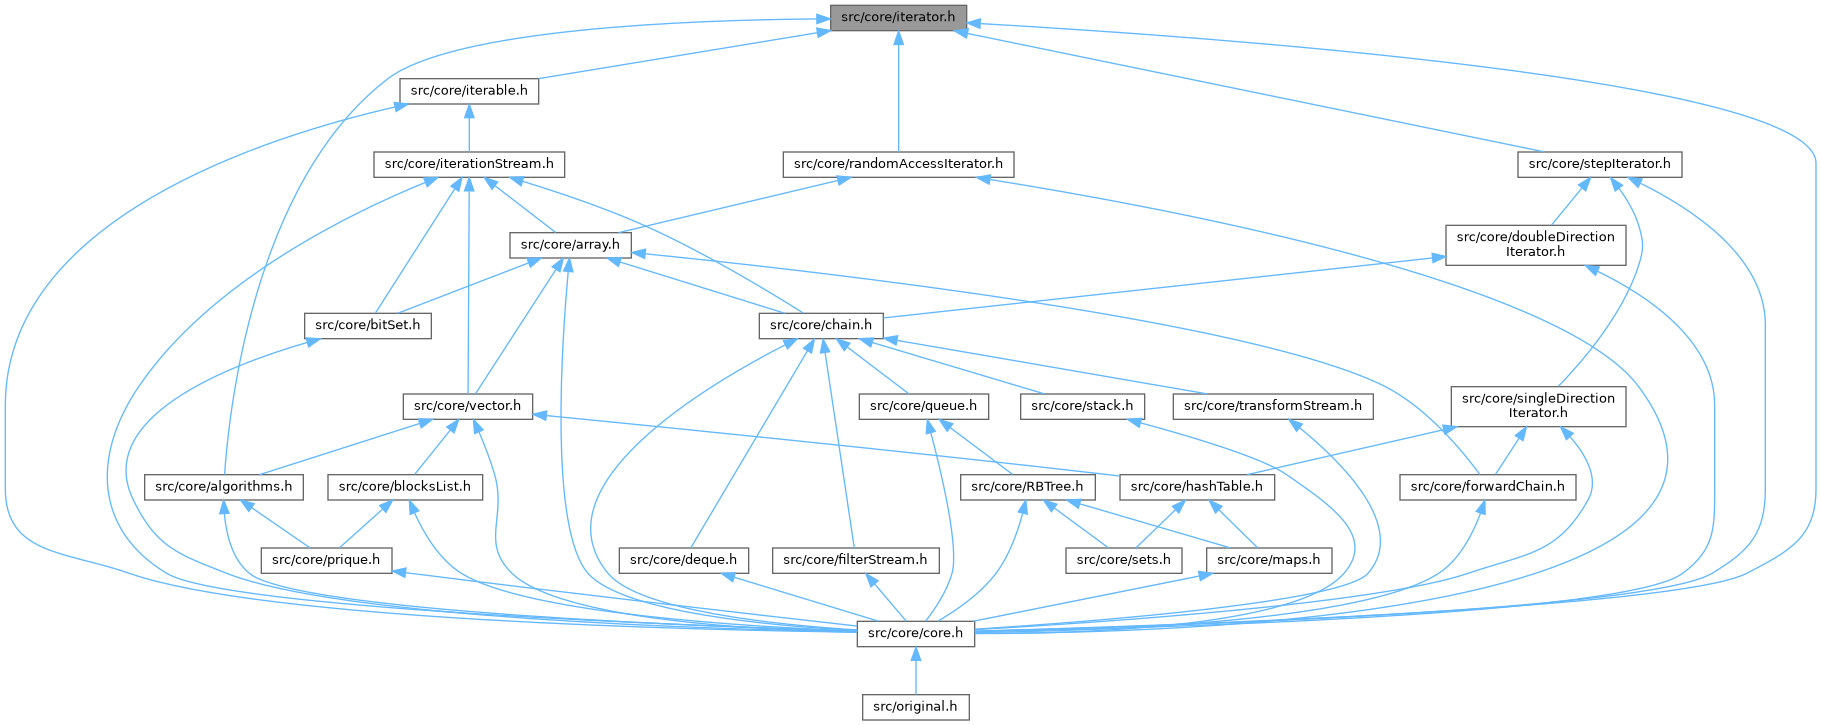 src/core/iterator.h
src/core/iterable.h
src/core/iterationStream.h
src/core/randomAccessIterator.h
src/core/stepIterator.h
src/core/array.h
src/core/doubleDirection
Iterator.h
src/core/bitSet.h
src/core/chain.h
src/core/vector.h
src/core/queue.h
src/core/stack.h
src/core/transformStream.h
src/core/singleDirection
Iterator.h
src/core/algorithms.h
src/core/blocksList.h
src/core/RBTree.h
src/core/hashTable.h
src/core/forwardChain.h
src/core/prique.h
src/core/deque.h
src/core/filterStream.h
src/core/sets.h
src/core/maps.h
src/core/core.h
src/original.h